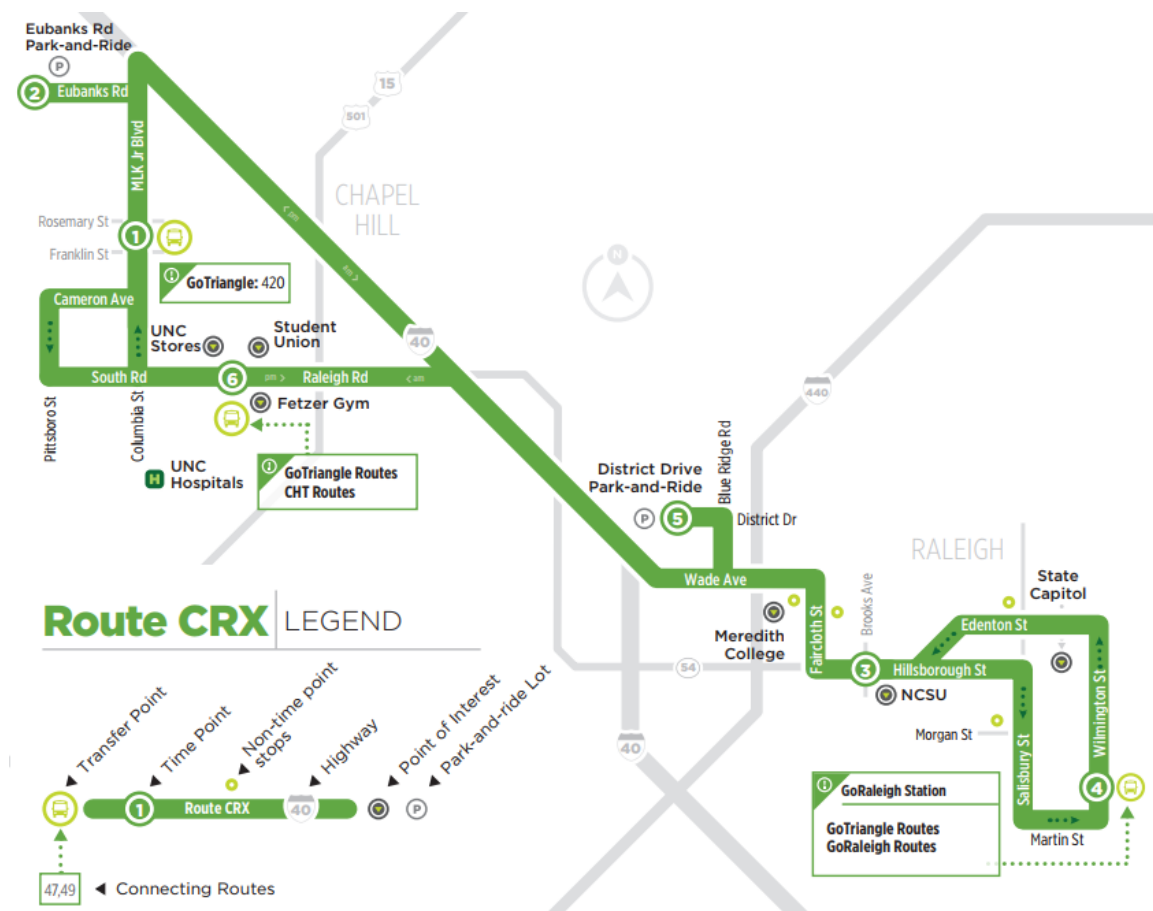 Eubanks Rd
Park-and-Ride
P
2
Eubanks Rd
15
501
MLK Jr Blvd
CHAPEL
HILL
< pm
am >
Rosemary St
1
Franklin St
GoTriangle: 420
N
Cameron Ave
UNC
Stores
Student
Union
40
South Rd
6
pm >
Raleigh Rd
< am
Fetzer Gym
Pittsboro St
Columbia St
H
UNC
Hospitals
GoTriangle Routes
CHT Routes
440
District Drive
Park-and-Ride
Blue Ridge Rd
P
5
District Dr
RALEIGH
Wade Ave
State
Capitol
Brooks Ave
Edenton St
Meredith
College
Faircloth St
54
3
Hillsborough St
NCSU
Morgan St
Salisbury St
Wilmington St
40
4
Martin St
GoRaleigh Station
GoTriangle Routes
GoRaleigh Routes
Route CRX
LEGEND
Transfer Point
Time Point
Non-time point
stops
Highway
Point of Interest
Park-and-ride Lot
1
Route CRX
40
P
47,49
Connecting Routes